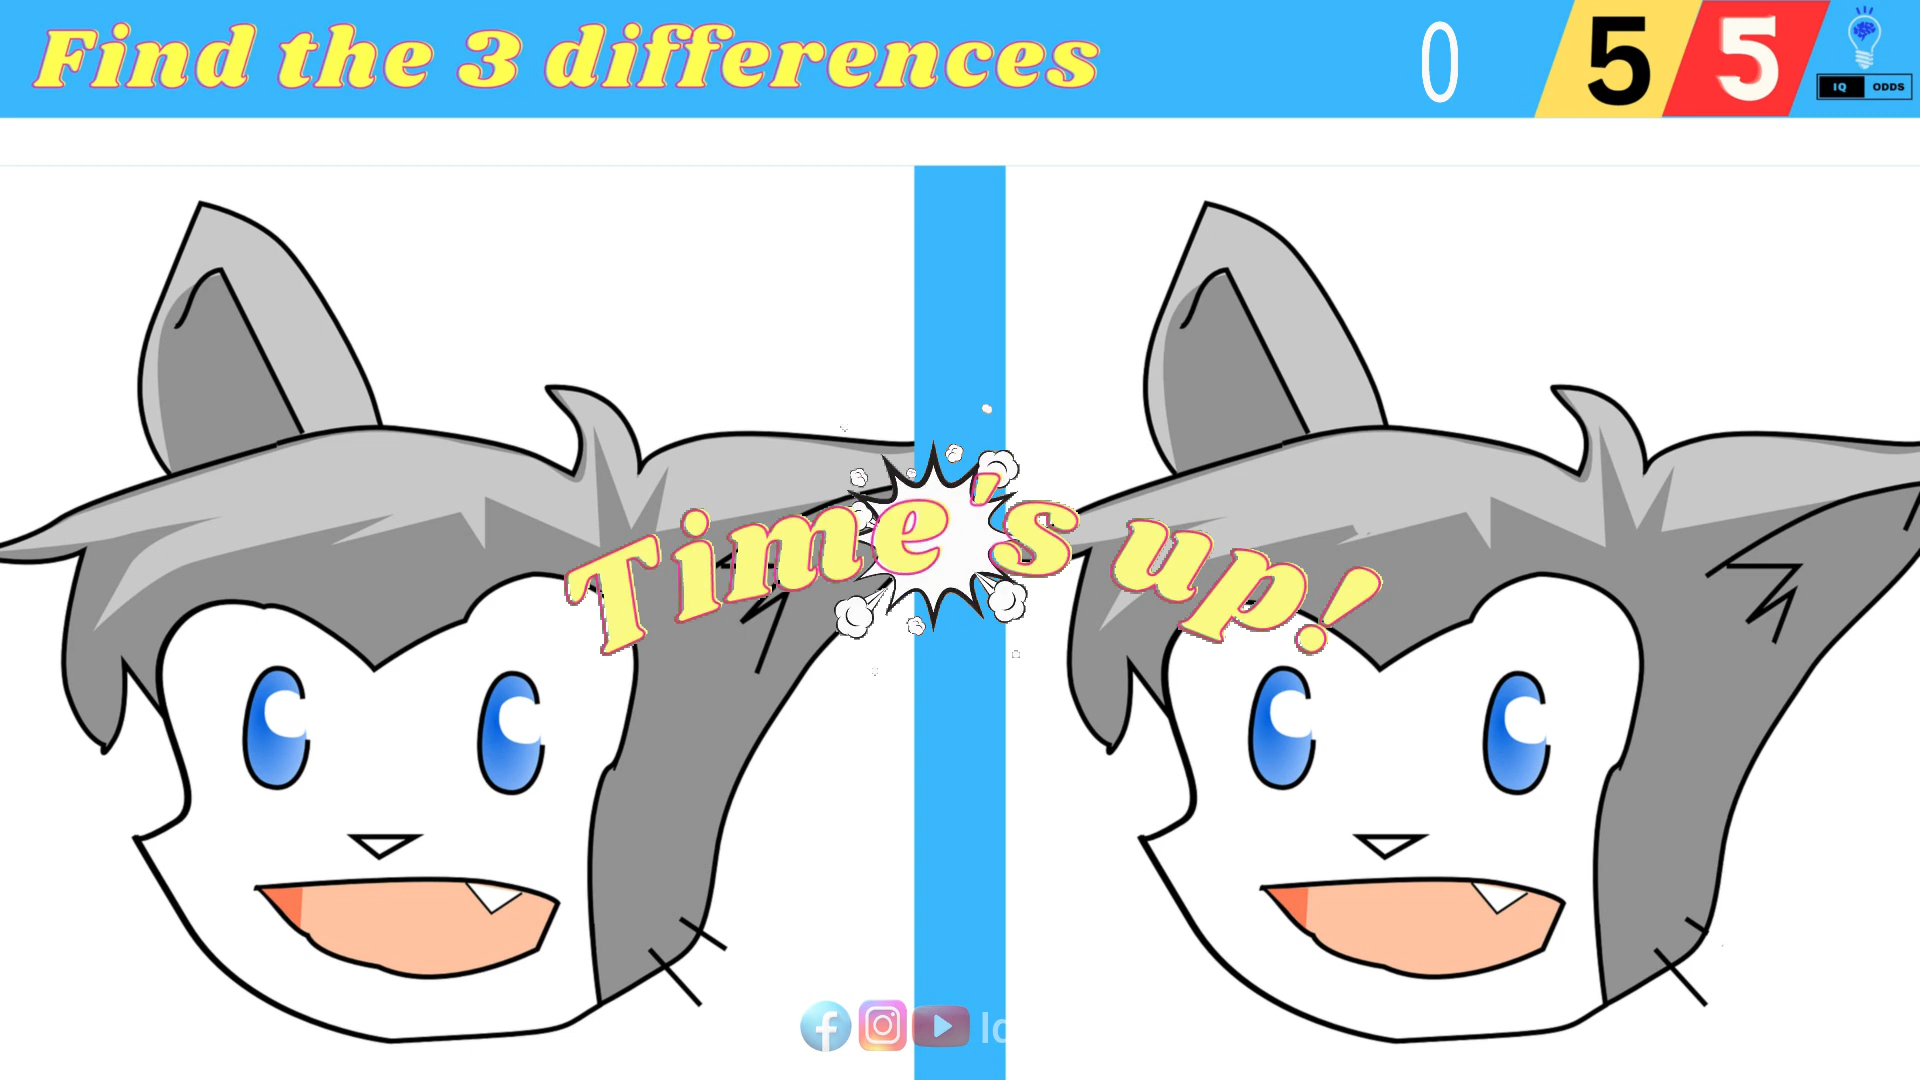 Find the 3 differences
0
5
5
IQ ODDS
Time's up!